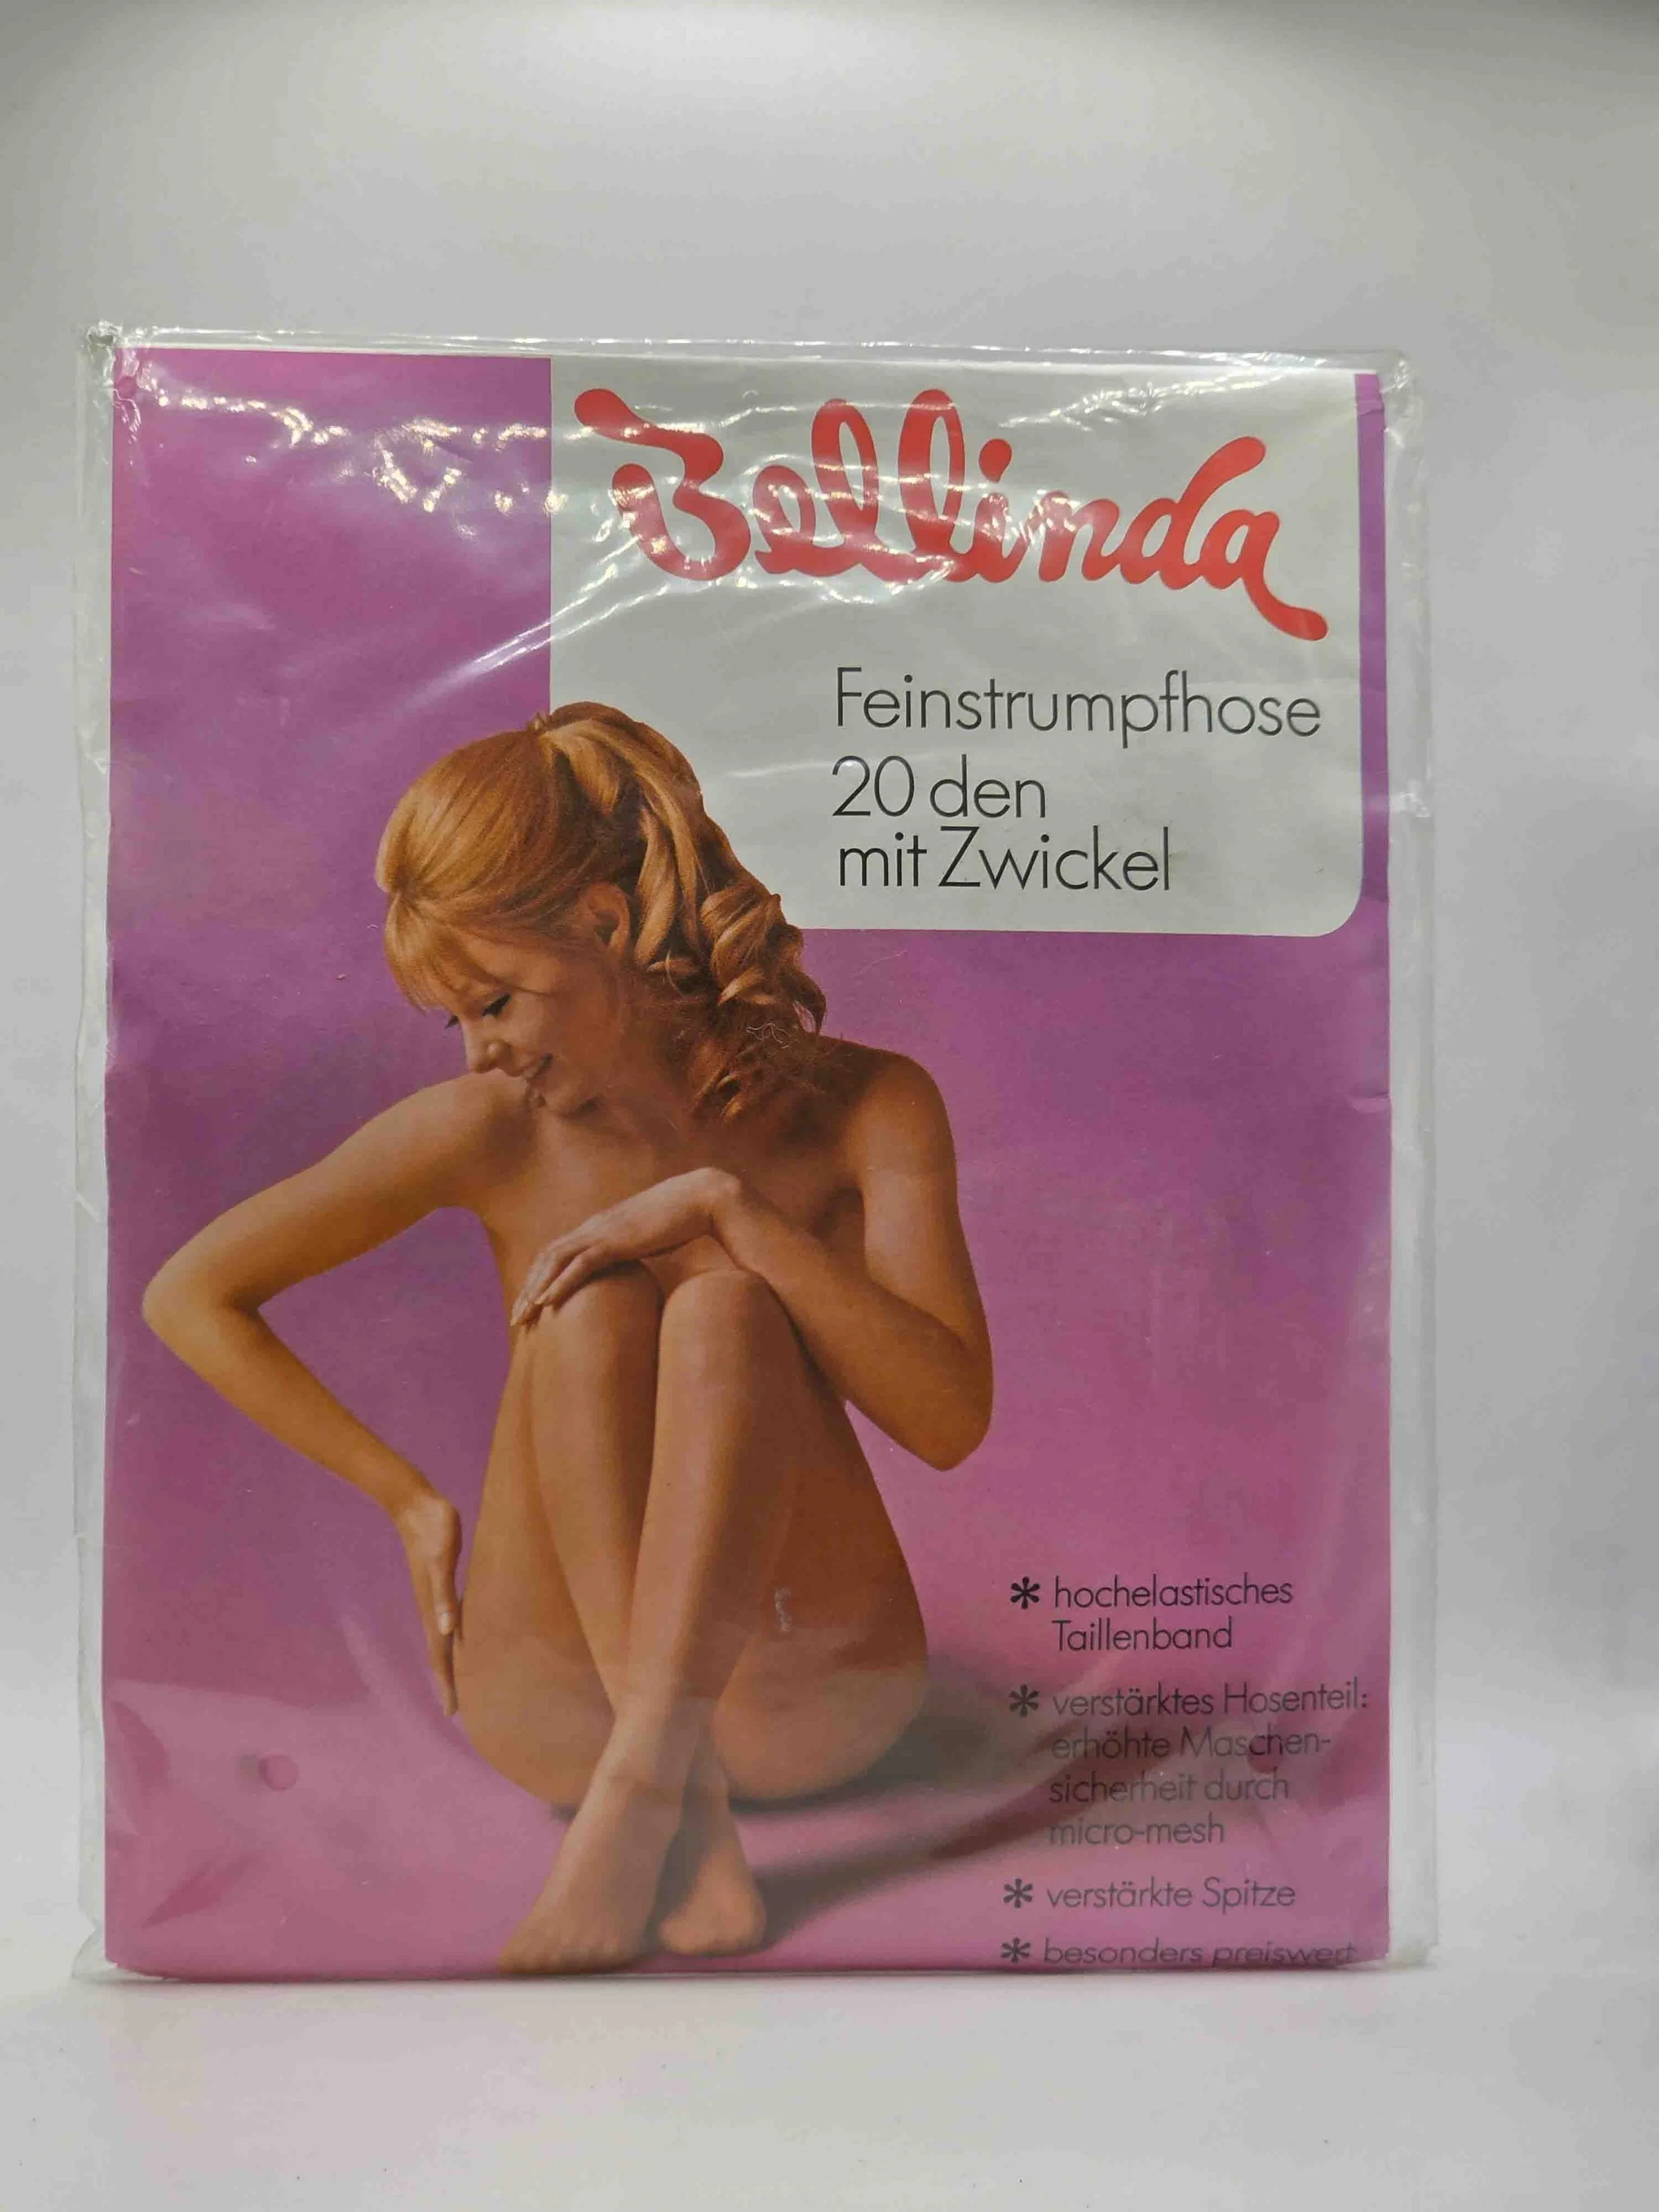 Bellinda
Feinstrumpfhose
20 den
mit Zwickel
* hochelastisches
Taillenband
* verstärktes Hosenteil:
erhöhte Maschen-
sicherheit durch
micro-mesh
* verstärkte Spitze
* besonders preiswert